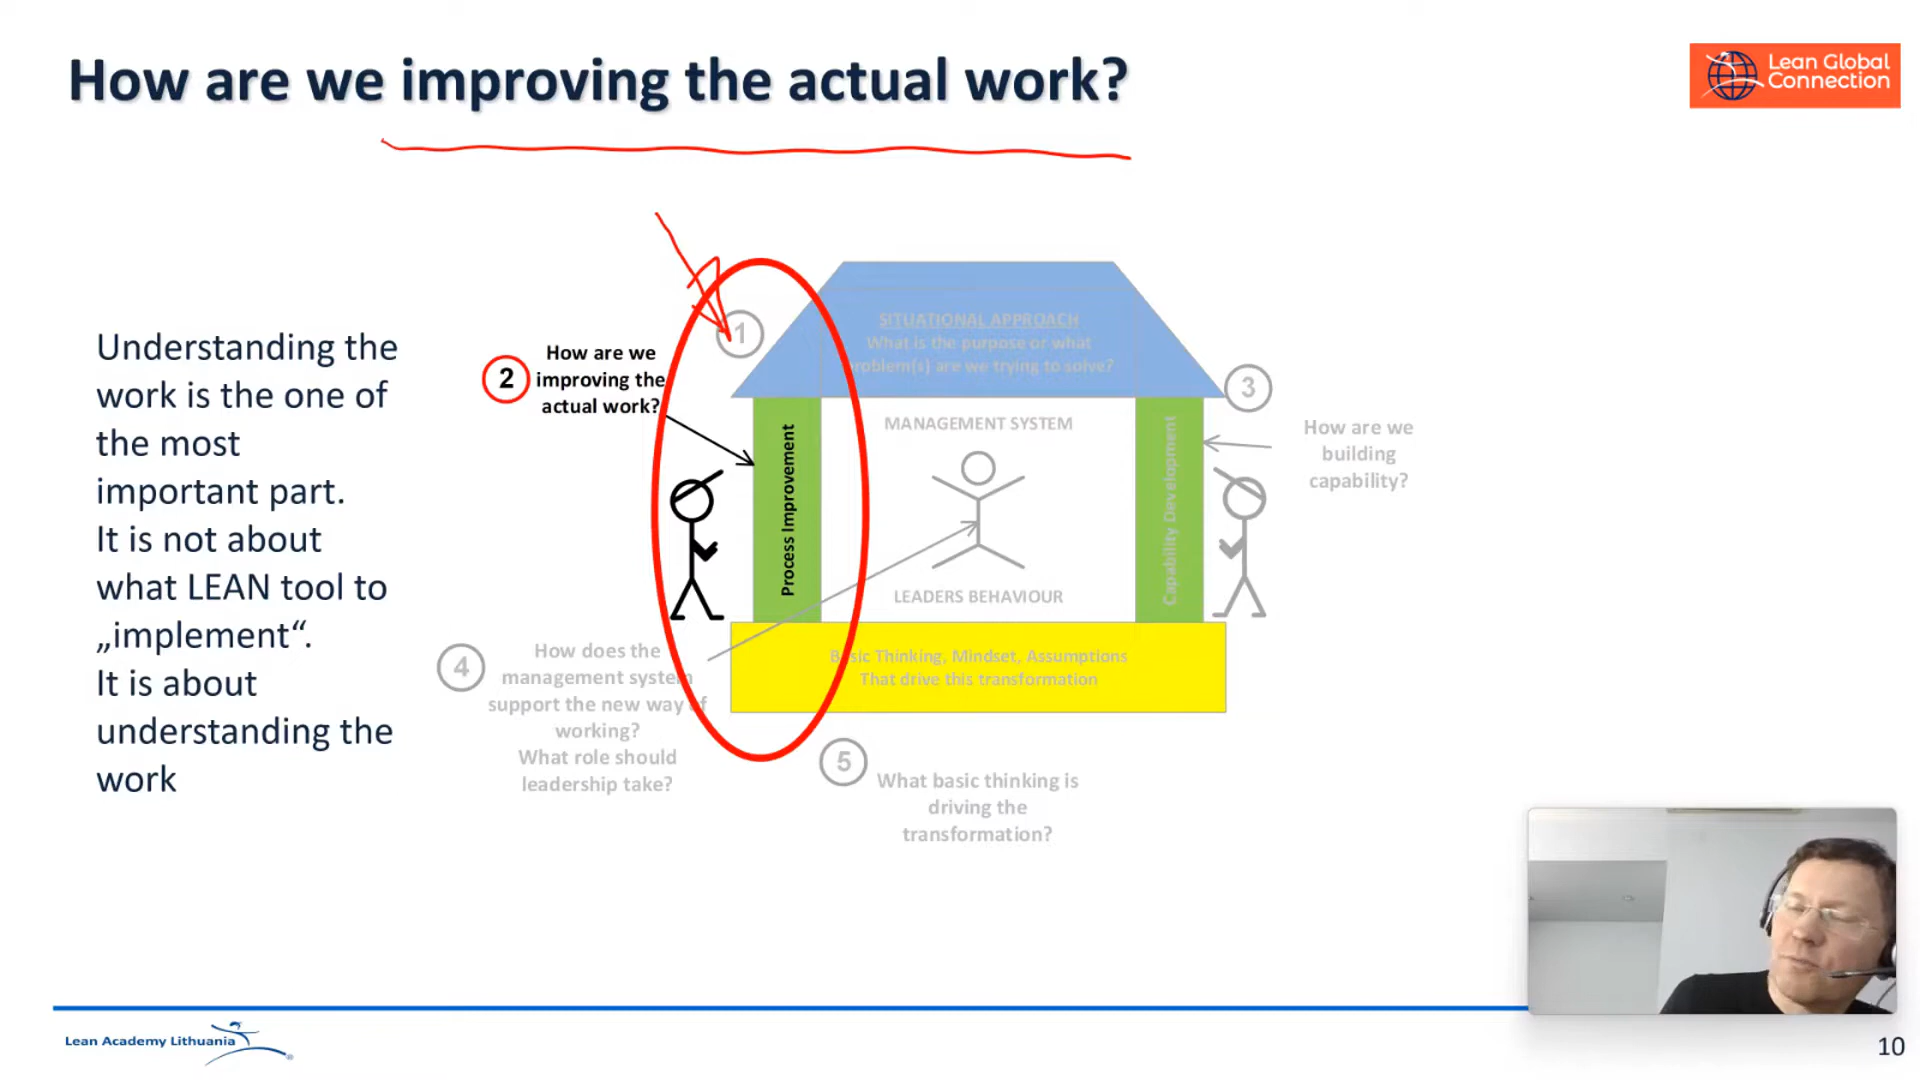 How are we improving the actual work?
Lean Global
Connection
Understanding the
work is the one of
the most
important part.
It is not about
what LEAN tool to
„implement“.
It is about
understanding the
work
1
2
How are we
improving the
actual work?
SITUATIONAL APPROACH
What is the purpose or what
problem(s) are we trying to solve?
3
How are we
building
capability?
MANAGEMENT SYSTEM
Process Improvement
Capability Development
LEADERS BEHAVIOUR
Basic Thinking, Mindset, Assumptions
That drive this transformation
4
How does the
management system
support the new way of
working?
What role should
leadership take?
5
What basic thinking is
driving the
transformation?
Lean Academy Lithuania
10